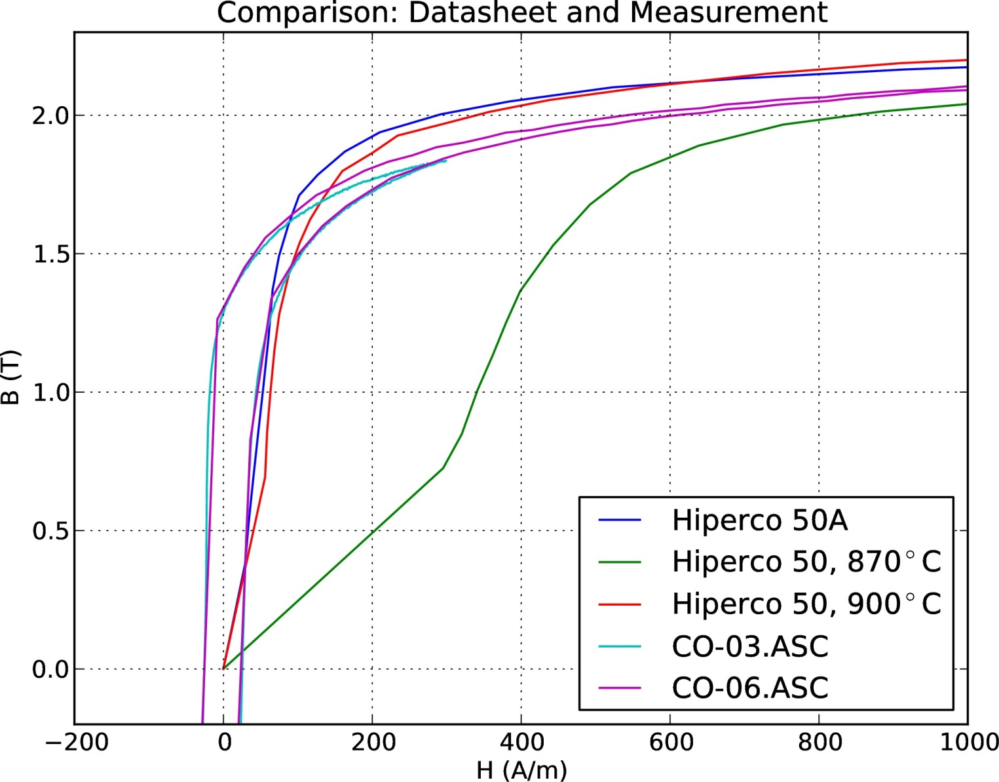 Comparison: Datasheet and Measurement
B (T)
2.0
1.5
1.0
0.5
0.0
Hiperco 50A
Hiperco 50, 870°C
Hiperco 50, 900°C
CO-03.ASC
CO-06.ASC
−200 0 200 400 600 800 1000
H (A/m)